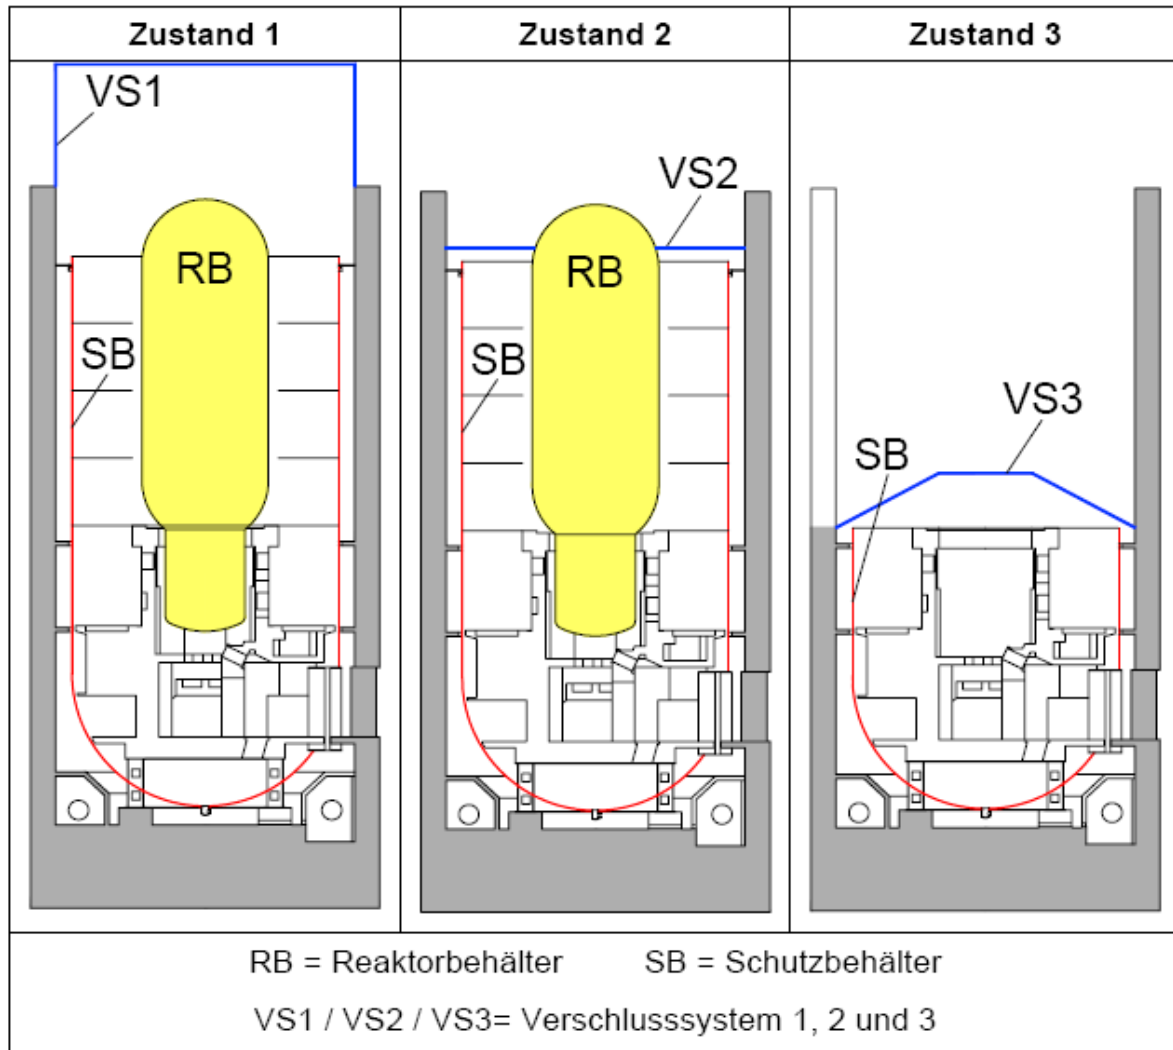 Zustand 1
Zustand 2
Zustand 3
VS1
RB
SB
VS2
RB
SB
VS3
SB
RB = Reaktorbehälter SB = Schutzbehälter
VS1 / VS2 / VS3= Verschlusssystem 1, 2 und 3